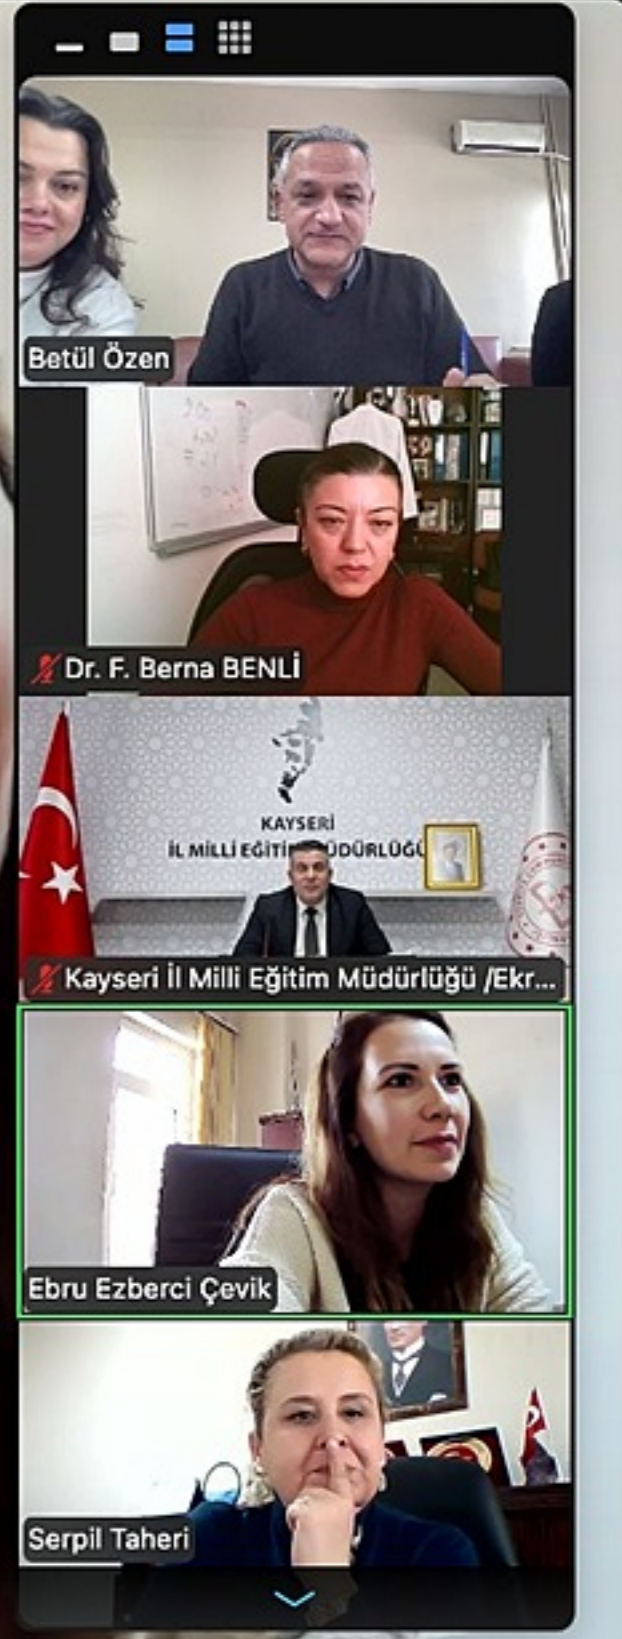 Betül Özen
Dr. F. Berna BENLİ
KAYSERİ
İL MİLLİ EĞİTİM MÜDÜRLÜĞÜ
Kayseri İl Milli Eğitim Müdürlüğü /Ekr...
Ebru Ezberci Çevik
Serpil Taheri